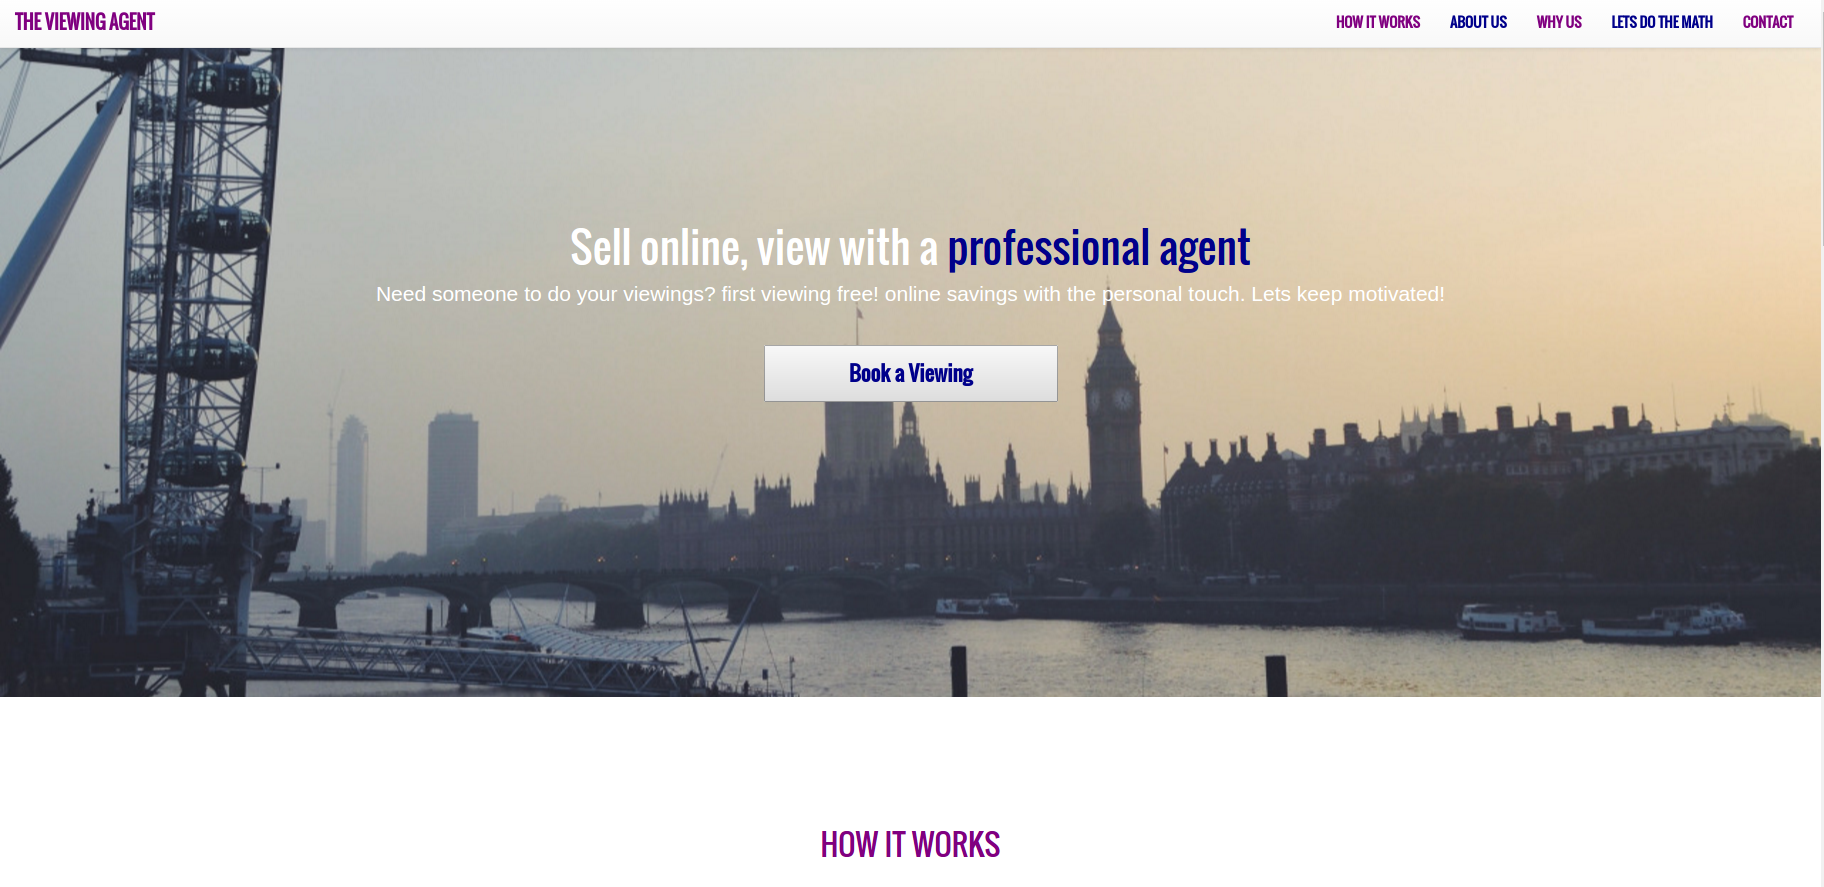 THE VIEWING AGENT
HOW IT WORKS
ABOUT US
WHY US
LETS DO THE MATH
CONTACT
Sell online, view with a professional agent
Need someone to do your viewings? first viewing free! online savings with the personal touch. Lets keep motivated!
Book a Viewing
HOW IT WORKS